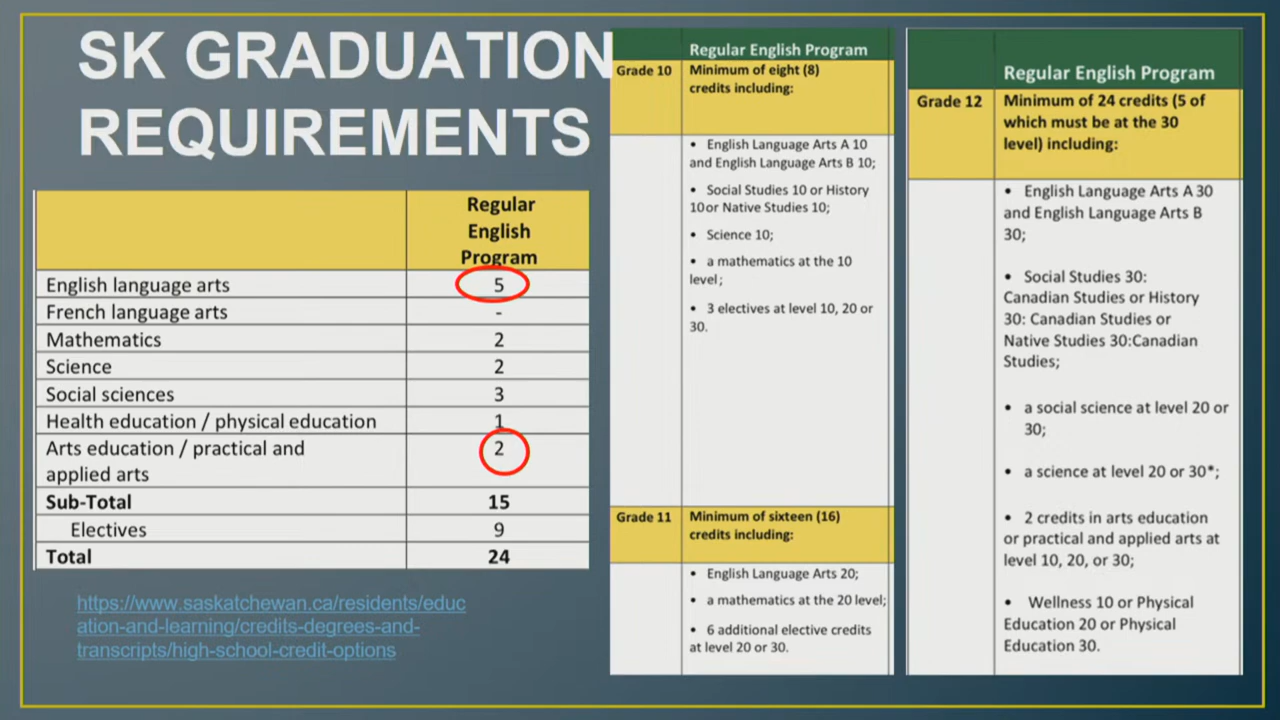 SK GRADUATION
REQUIREMENTS
Regular
English
Program
English language arts 5
French language arts -
Mathematics 2
Science 2
Social sciences 3
Health education / physical education 1
Arts education / practical and 2
applied arts
Sub-Total 15
Electives 9
Total 24
https://www.saskatchewan.ca/residents/educ
ation-and-learning/credits-degrees-and-
transcripts/high-school-credit-options
Regular English Program
Grade 10 Minimum of eight (8)
credits including:
• English Language Arts A 10
and English Language Arts B 10;
• Social Studies 10 or History
10or Native Studies 10;
• Science 10;
• a mathematics at the 10
level;
• 3 electives at level 10, 20 or
30.
Grade 11 Minimum of sixteen (16)
credits including:
• English Language Arts 20;
• a mathematics at the 20 level;
• 6 additional elective credits
at level 20 or 30.
Regular English Program
Grade 12 Minimum of 24 credits (5 of
which must be at the 30
level) including:
• English Language Arts A 30
and English Language Arts B
30;
• Social Studies 30:
Canadian Studies or History
30: Canadian Studies or
Native Studies 30:Canadian
Studies;
• a social science at level 20 or
30;
• a science at level 20 or 30*;
• 2 credits in arts education
or practical and applied arts at
level 10, 20, or 30;
• Wellness 10 or Physical
Education 20 or Physical
Education 30.